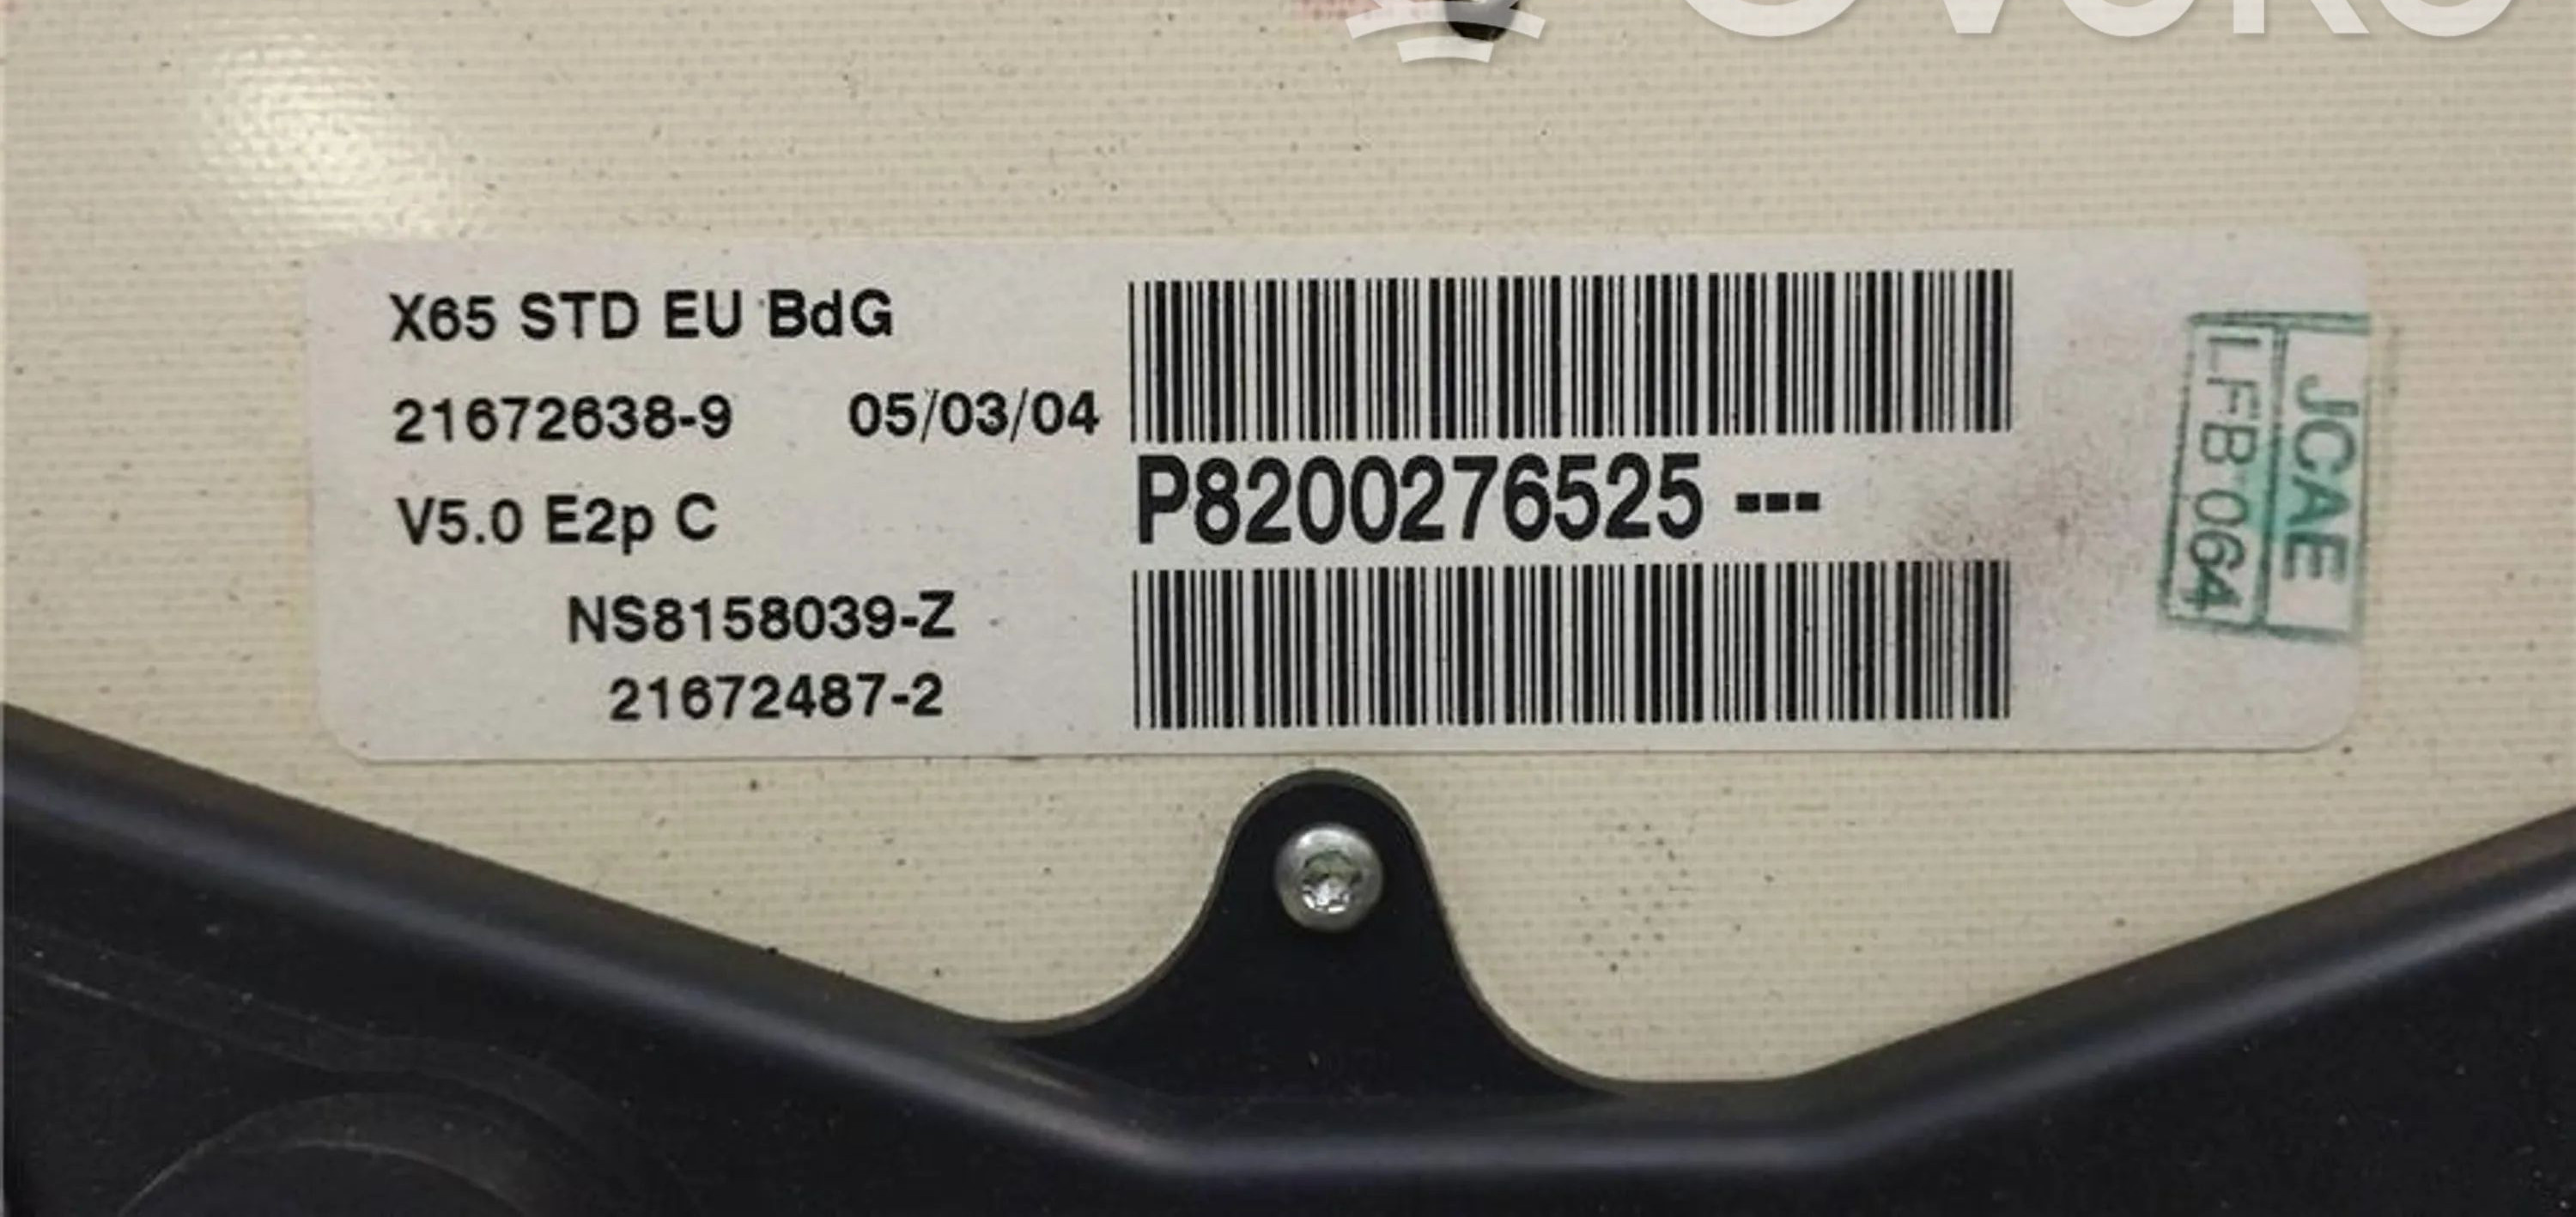 X65 STD EU BdG
21672638-9 05/03/04
V5.0 E2p C
NS8158039-Z
21672487-2
P8200276525 ---
JCAE
LFB 064